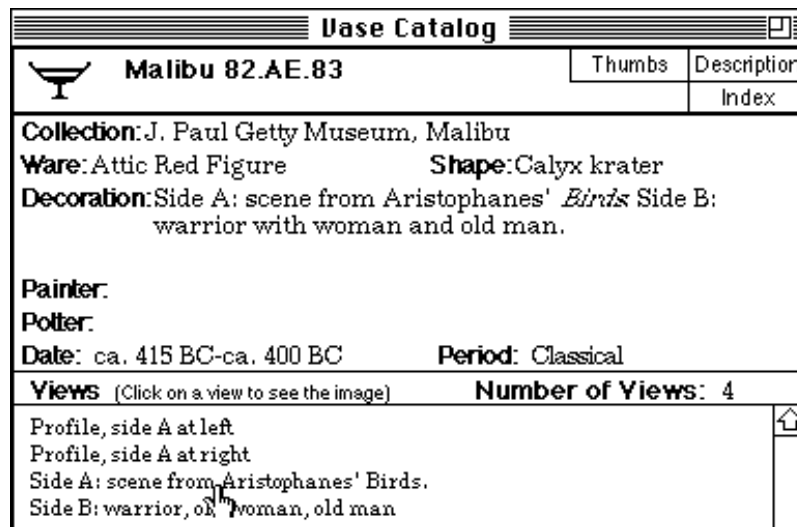 Vase Catalog
Malibu 82.AE.83
Thumbs
Description
Index
Collection: J. Paul Getty Museum, Malibu
Ware: Attic Red Figure Shape: Calyx krater
Decoration: Side A: scene from Aristophanes' Birds Side B:
warrior with woman and old man.
Painter:
Potter:
Date: ca. 415 BC-ca. 400 BC Period: Classical
Views (Click on a view to see the image) Number of Views: 4
Profile, side A at left
Profile, side A at right
Side A: scene from Aristophanes' Birds.
Side B: warrior, woman, old man